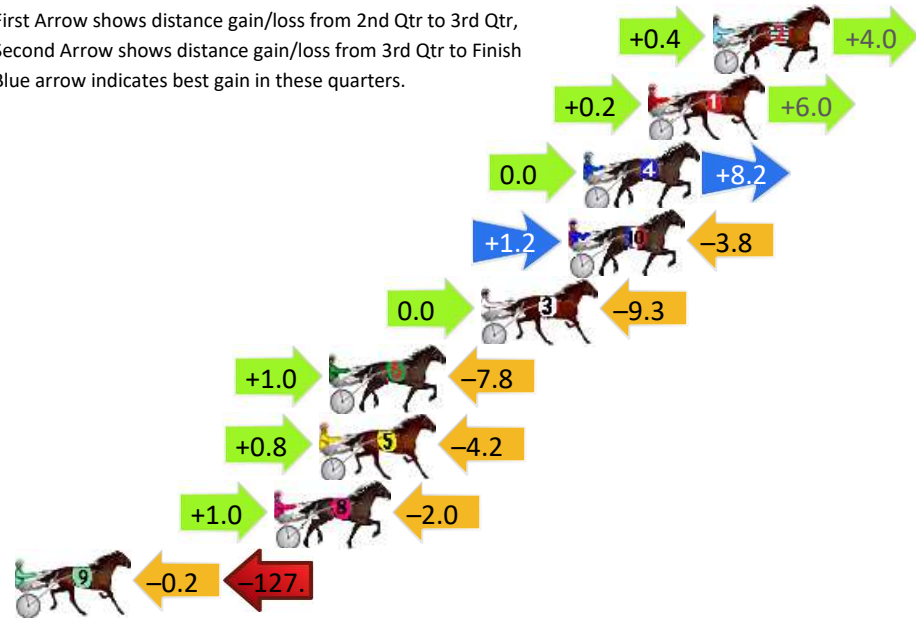 First Arrow shows distance gain/loss from 2nd Qtr to 3rd Qtr,
Second Arrow shows distance gain/loss from 3rd Qtr to Finish
Blue arrow indicates best gain in these quarters.
+0.4 2 +4.0
+0.2 1 +6.0
0.0 4 +8.2
+1.2 10 –3.8
0.0 3 –9.3
+1.0 –7.8
+0.8 5 –4.2
+1.0 8 –2.0
9 –0.2 –127.